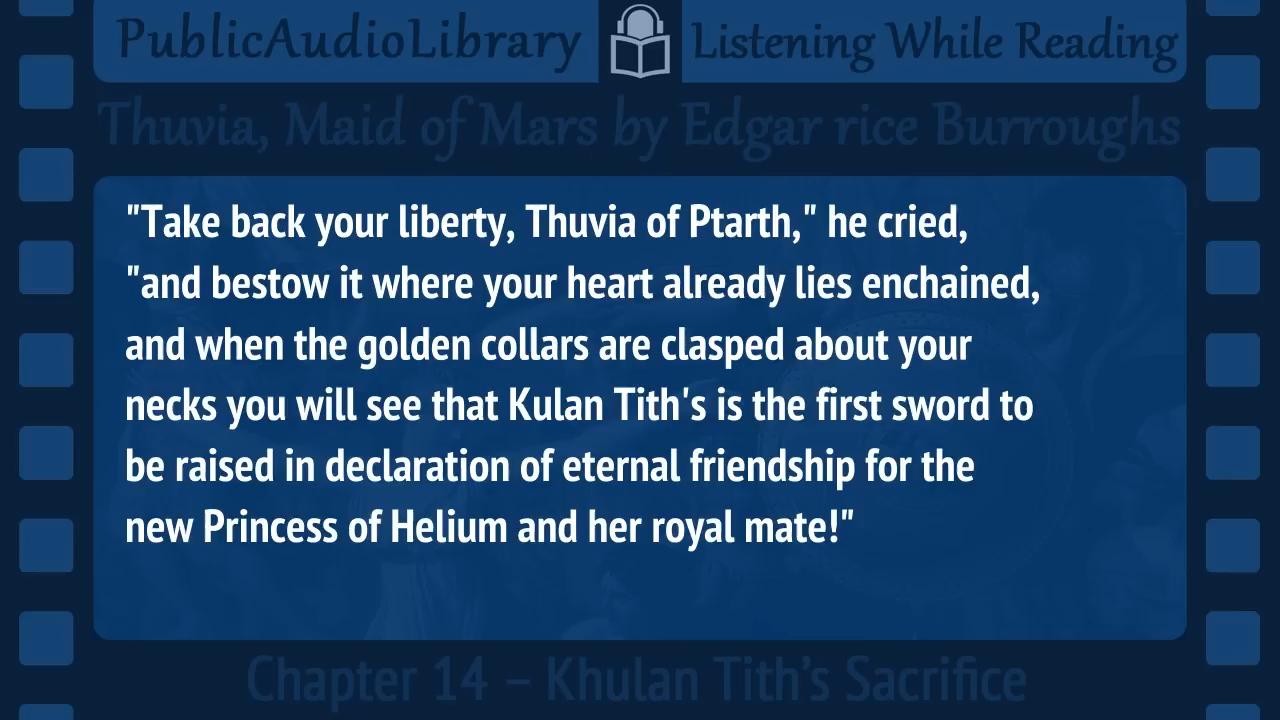 PublicAudioLibrary Listening While Reading
Thuvia, Maid of Mars by Edgar rice Burroughs
"Take back your liberty, Thuvia of Ptarth," he cried,
"and bestow it where your heart already lies enchained,
and when the golden collars are clasped about your
necks you will see that Kulan Tith's is the first sword to
be raised in declaration of eternal friendship for the
new Princess of Helium and her royal mate!"
Chapter 14 – Khulan Tith’s Sacrifice